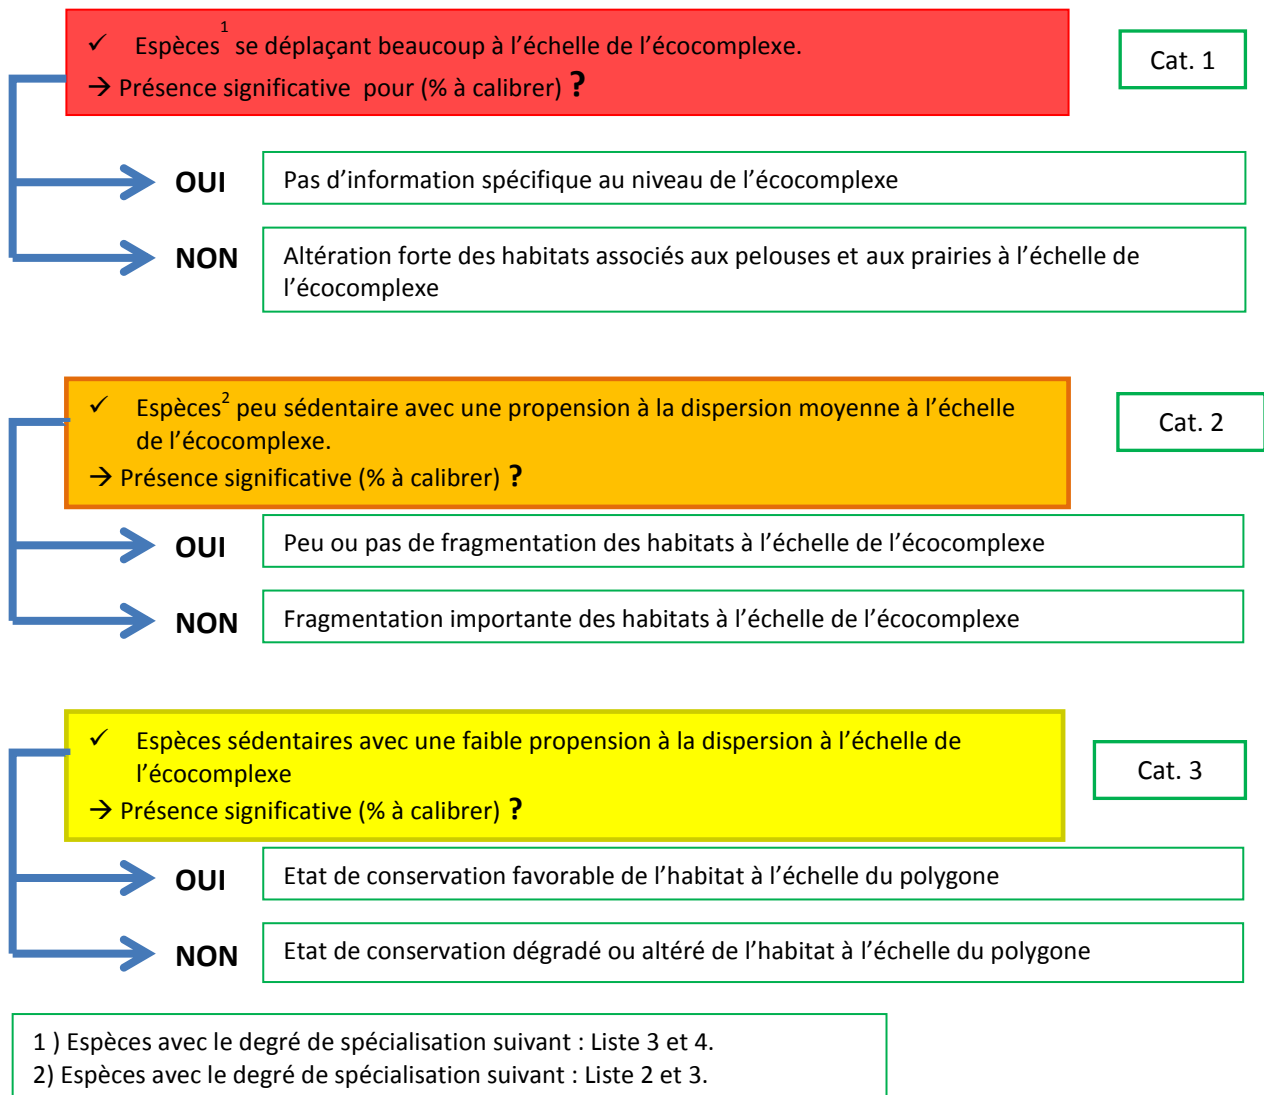 ✓ Espèces1 se déplaçant beaucoup à l’échelle de l’écocomplexe.
→ Présence significative pour (% à calibrer) ?
Cat. 1
OUI
Pas d’information spécifique au niveau de l’écocomplexe
NON
Altération forte des habitats associés aux pelouses et aux prairies à l’échelle de
l’écocomplexe
✓ Espèces2 peu sédentaire avec une propension à la dispersion moyenne à l’échelle
de l’écocomplexe.
→ Présence significative (% à calibrer) ?
Cat. 2
OUI
Peu ou pas de fragmentation des habitats à l’échelle de l’écocomplexe
NON
Fragmentation importante des habitats à l’échelle de l’écocomplexe
✓ Espèces sédentaires avec une faible propension à la dispersion à l’échelle de
l’écocomplexe
→ Présence significative (% à calibrer) ?
Cat. 3
OUI
Etat de conservation favorable de l’habitat à l’échelle du polygone
NON
Etat de conservation dégradé ou altéré de l’habitat à l’échelle du polygone
1 ) Espèces avec le degré de spécialisation suivant : Liste 3 et 4.
2) Espèces avec le degré de spécialisation suivant : Liste 2 et 3.